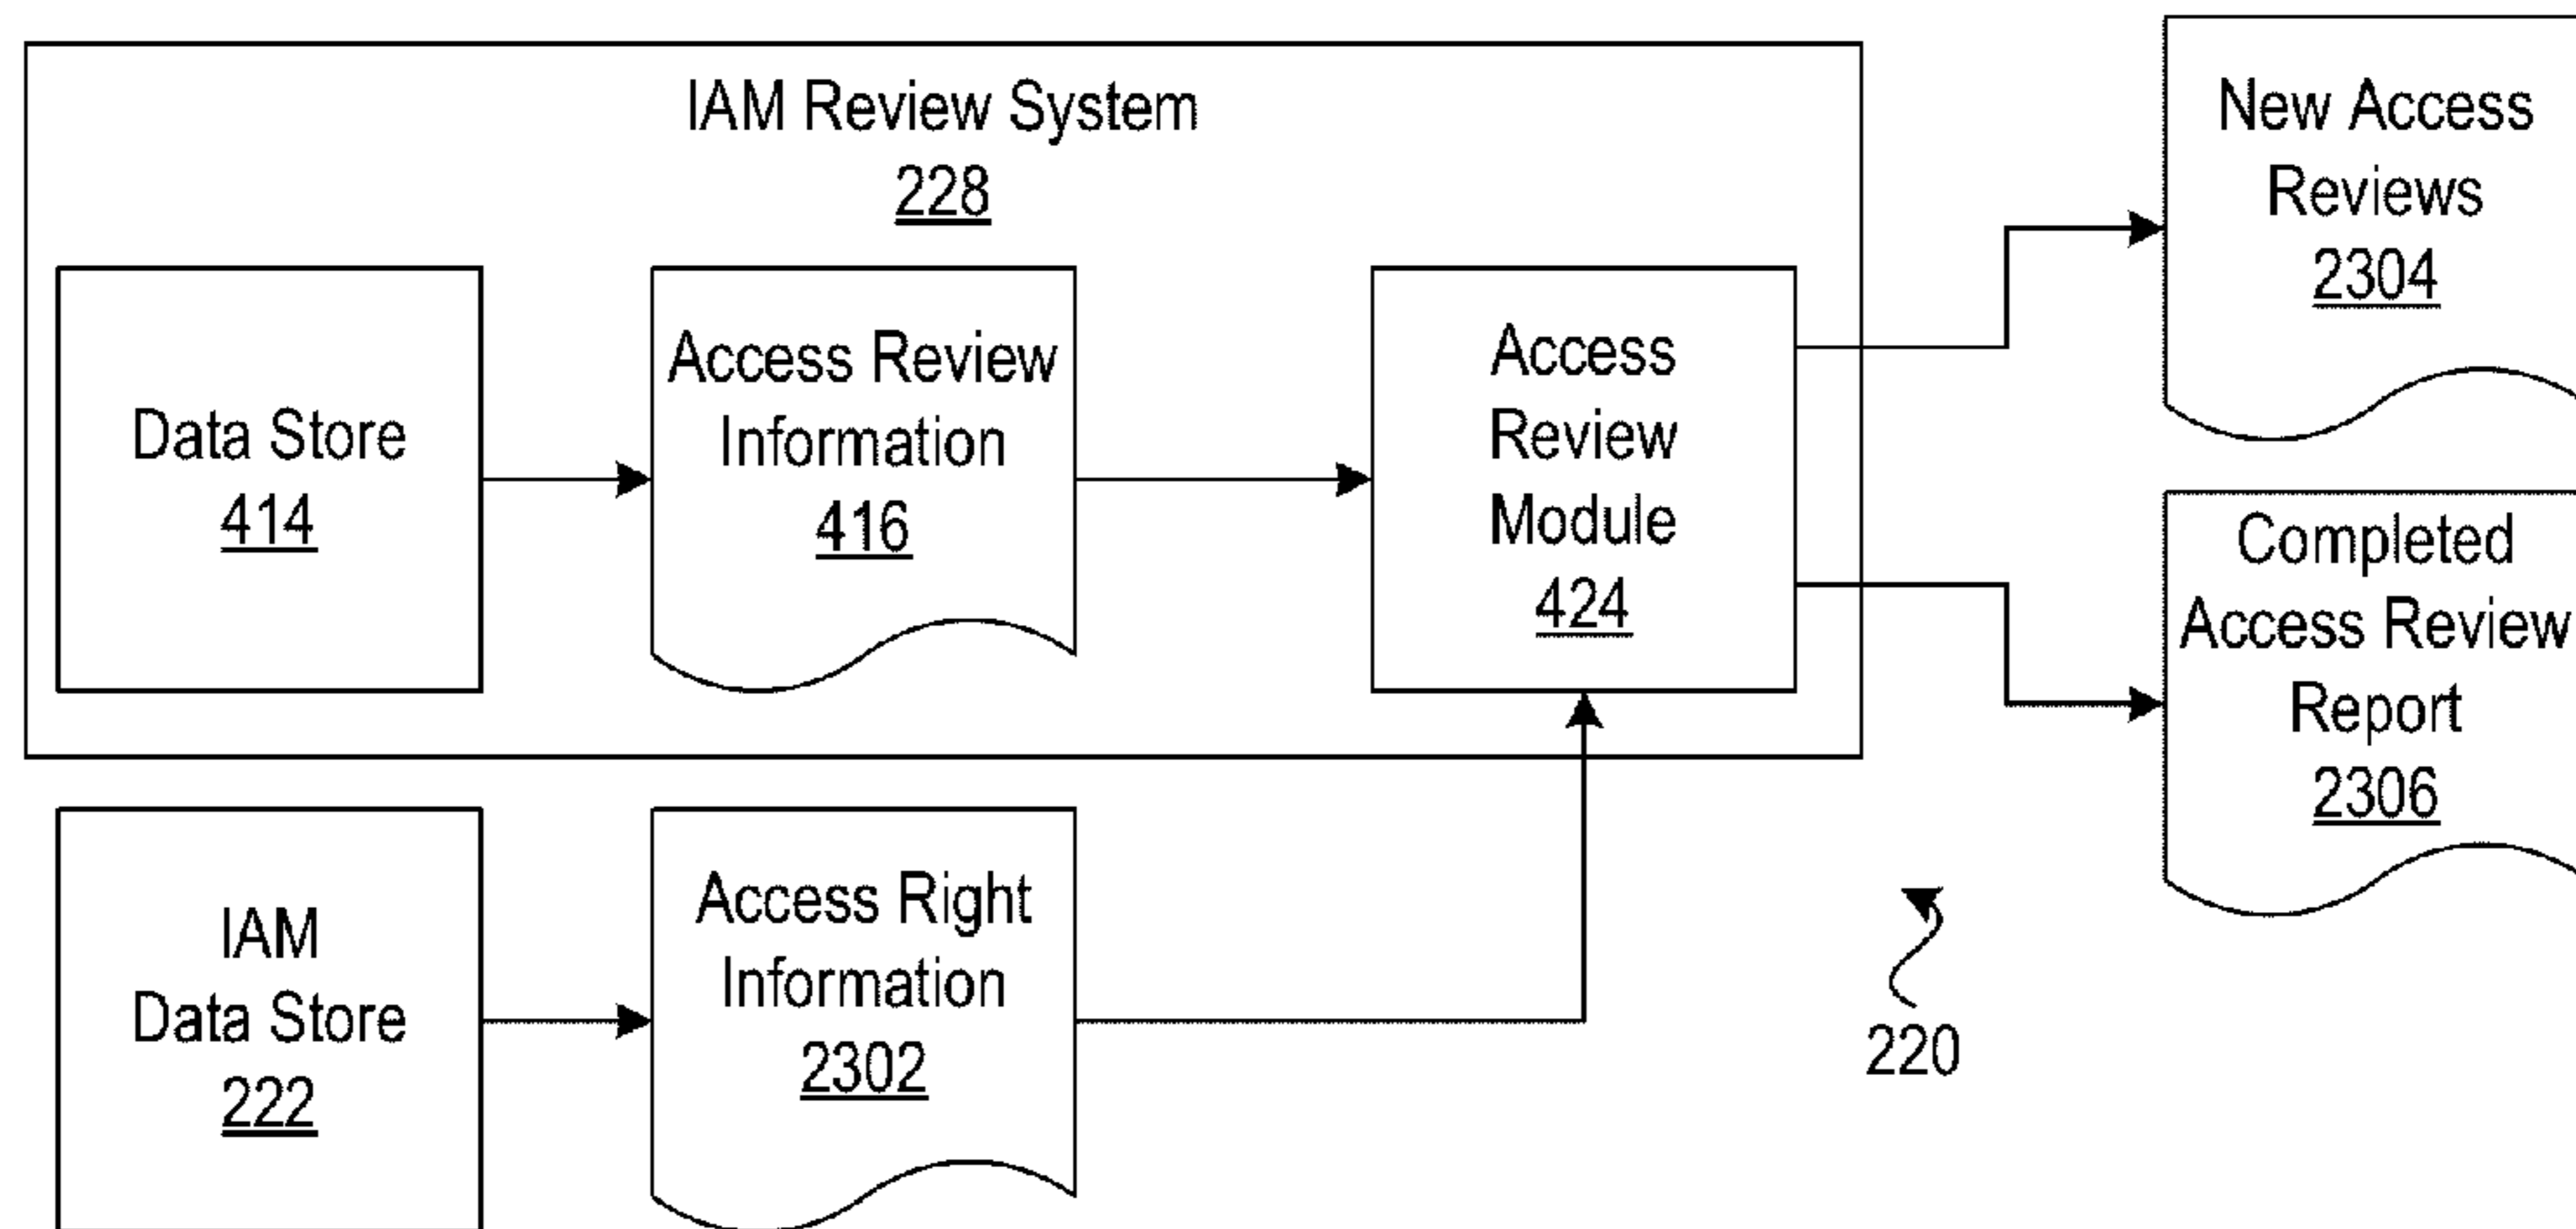 IAM Review System
228
Data Store
414
Access Review
Information
416
Access
Review
Module
424
New Access
Reviews
2304
Completed
Access Review
Report
2306
IAM
Data Store
222
Access Right
Information
2302
220